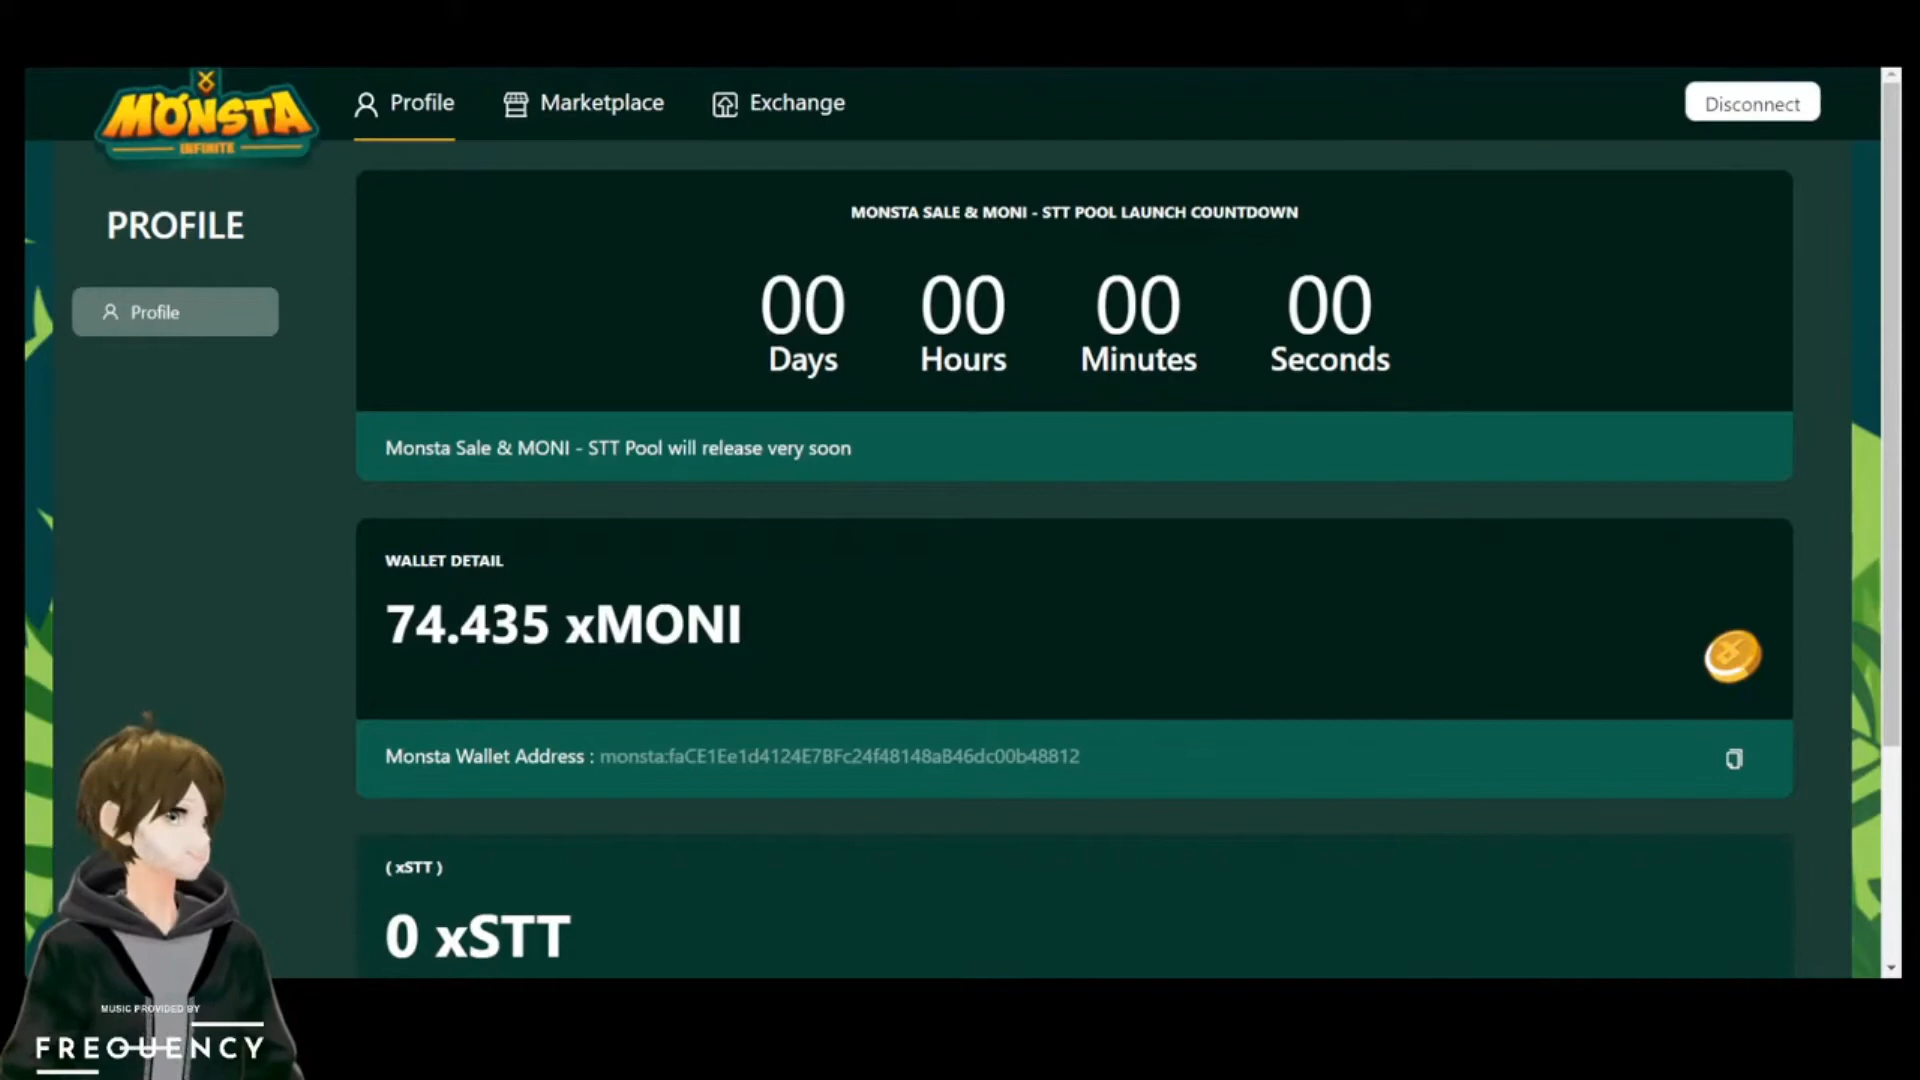 MONSTA
INFINITE
Profile
Marketplace
Exchange
Disconnect
PROFILE
Profile
MONSTA SALE & MONI - STT POOL LAUNCH COUNTDOWN
00 00 00 00
Days Hours Minutes Seconds
Monsta Sale & MONI - STT Pool will release very soon
WALLET DETAIL
74.435 xMONI
Monsta Wallet Address : monsta:faCE1Ee1d4124E7BFc24f48148aB46dc00b48812
( xSTT )
0 xSTT
MUSIC PROVIDED BY
FREQUENCY